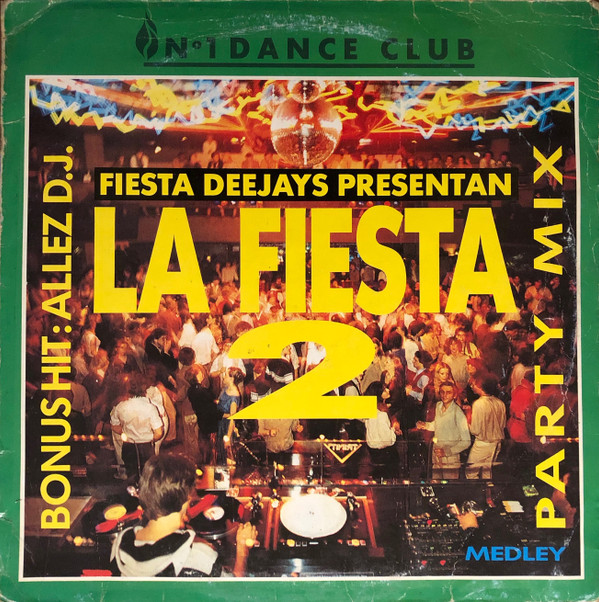 Nº1 DANCE CLUB
FIESTA DEEJAYS PRESENTAN
LA FIESTA
2
BONUS HIT: ALLEZ D.J.
PARTY MIX
MEDLEY